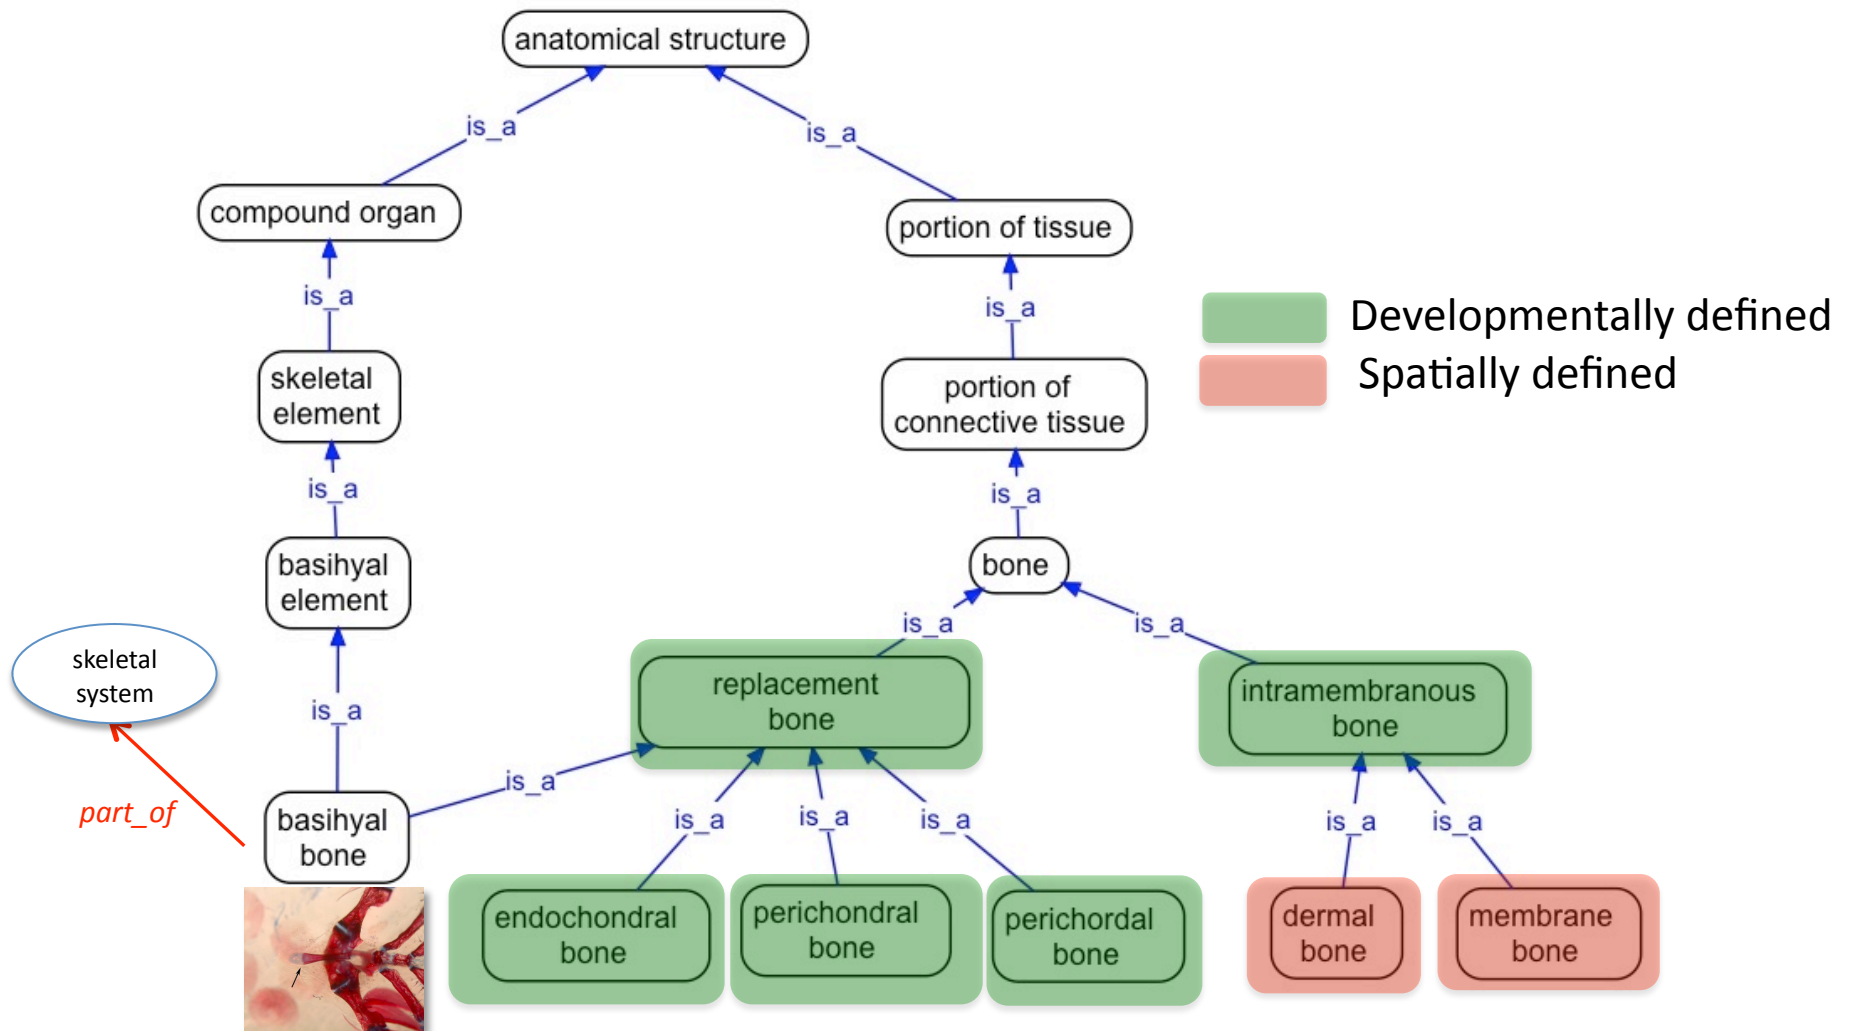 anatomical structure
is_a
is_a
compound organ
portion of tissue
is_a
is_a
Developmentally defined
Spatially defined
skeletal
element
portion of
connective tissue
is_a
is_a
basihyal
element
bone
is_a
is_a
skeletal
system
replacement
bone
intramembranous
bone
is_a
is_a
part_of
basihyal
bone
is_a
is_a
is_a
is_a
is_a
endochondral
bone
perichondral
bone
perichordal
bone
dermal
bone
membrane
bone